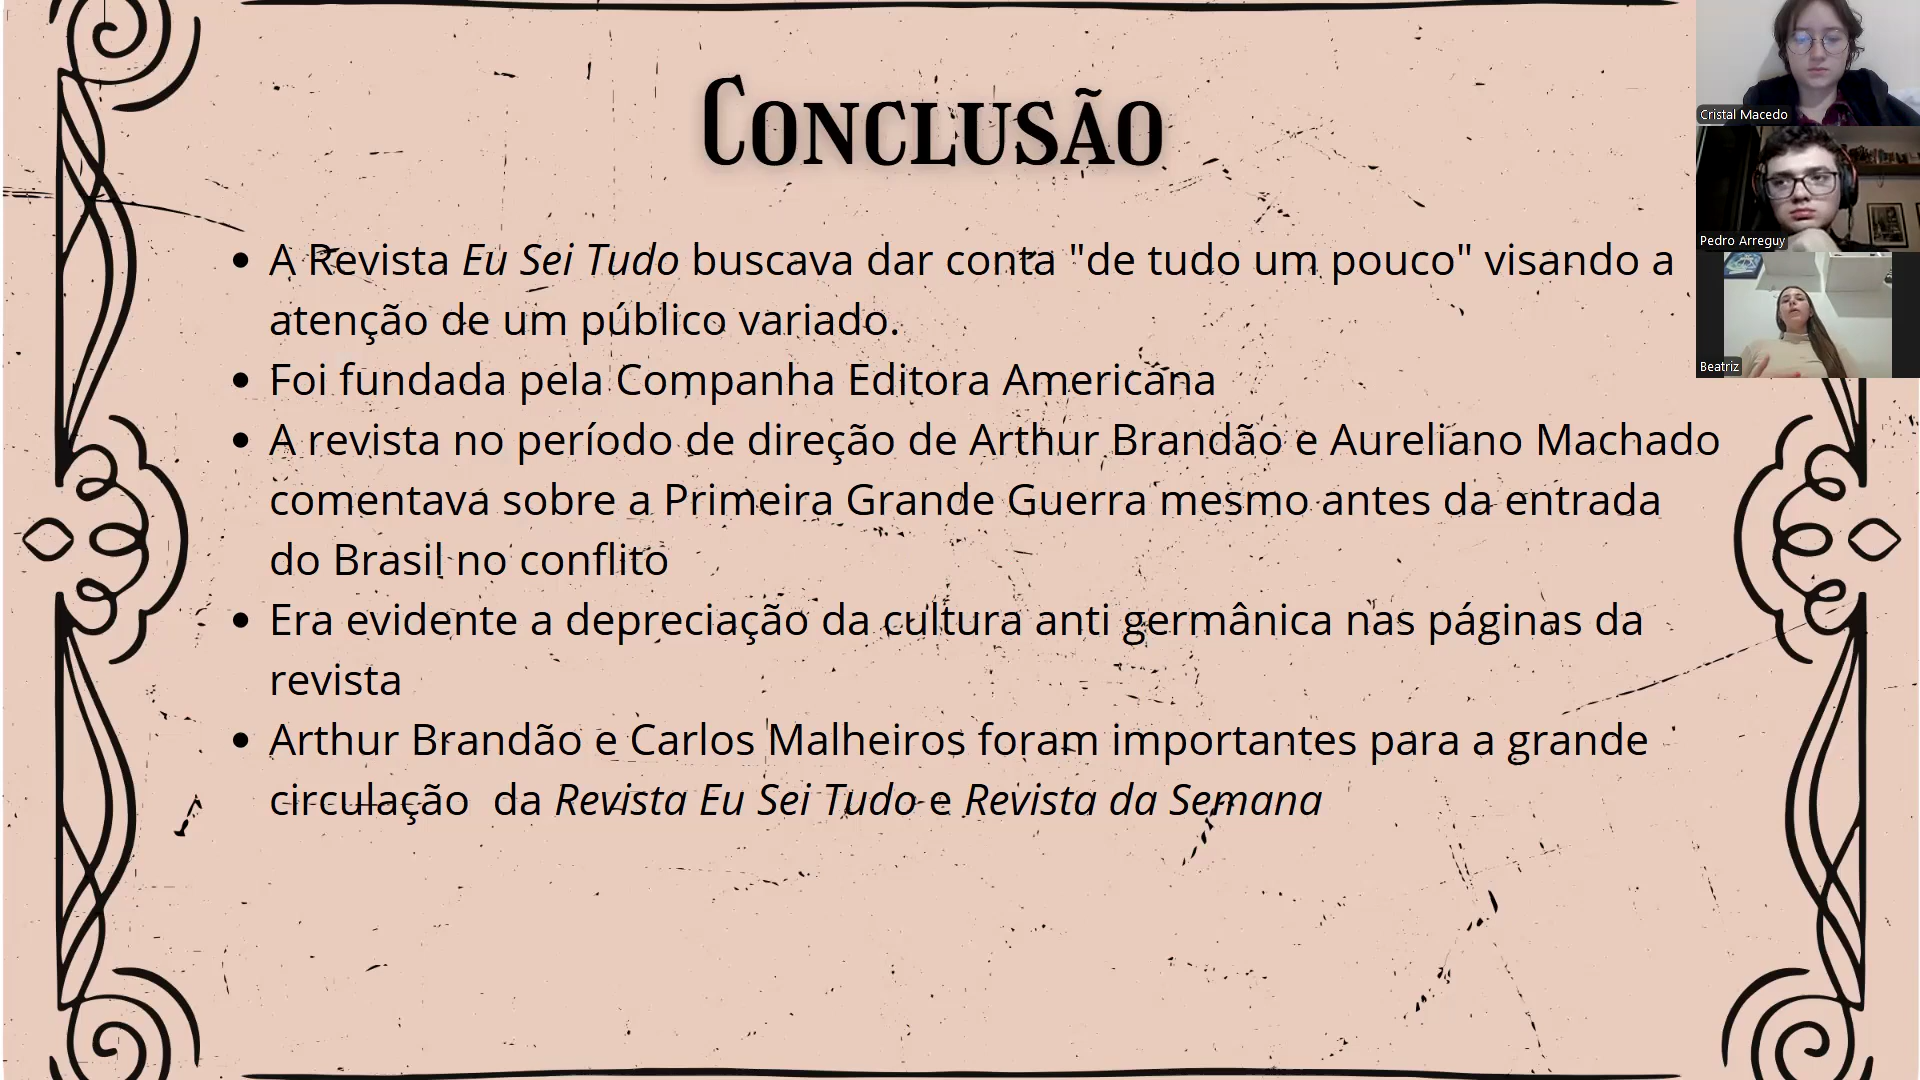 Conclusão
• A Revista Eu Sei Tudo buscava dar conta "de tudo um pouco" visando a
atenção de um público variado.
• Foi fundada pela Companha Editora Americana
• A revista no período de direção de Arthur Brandão e Aureliano Machado
comentava sobre a Primeira Grande Guerra mesmo antes da entrada
do Brasil no conflito
• Era evidente a depreciação da cultura anti germânica nas páginas da
revista
• Arthur Brandão e Carlos Malheiros foram importantes para a grande
circulação da Revista Eu Sei Tudo e Revista da Semana
Cristal Macedo
Pedro Arreguy
Beatriz